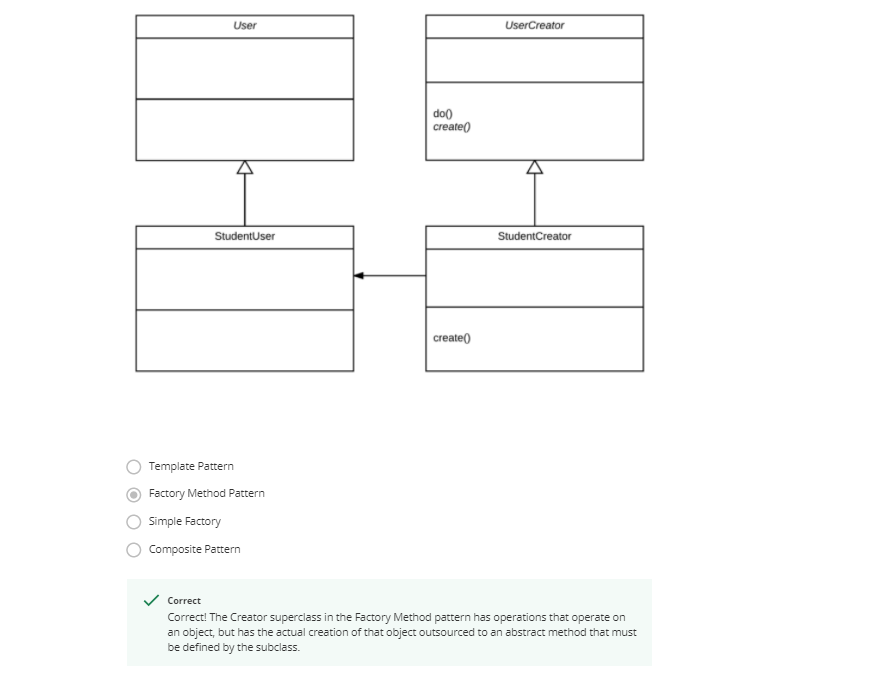 User
UserCreator
do()
create()
StudentUser
StudentCreator
create()
Template Pattern
Factory Method Pattern
Simple Factory
Composite Pattern
Correct
Correct! The Creator superclass in the Factory Method pattern has operations that operate on
an object, but has the actual creation of that object outsourced to an abstract method that must
be defined by the subclass.